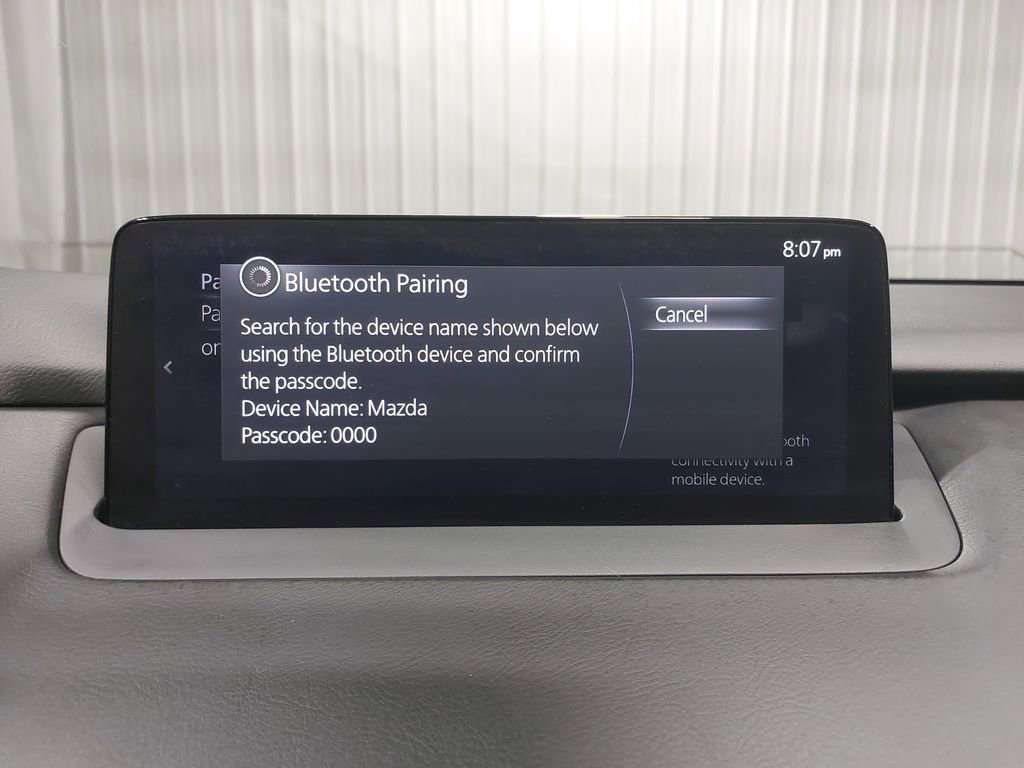 8:07 pm
Bluetooth Pairing
Search for the device name shown below
using the Bluetooth device and confirm
the passcode.
Device Name: Mazda
Passcode: 0000
Cancel
connectivity with a
mobile device.